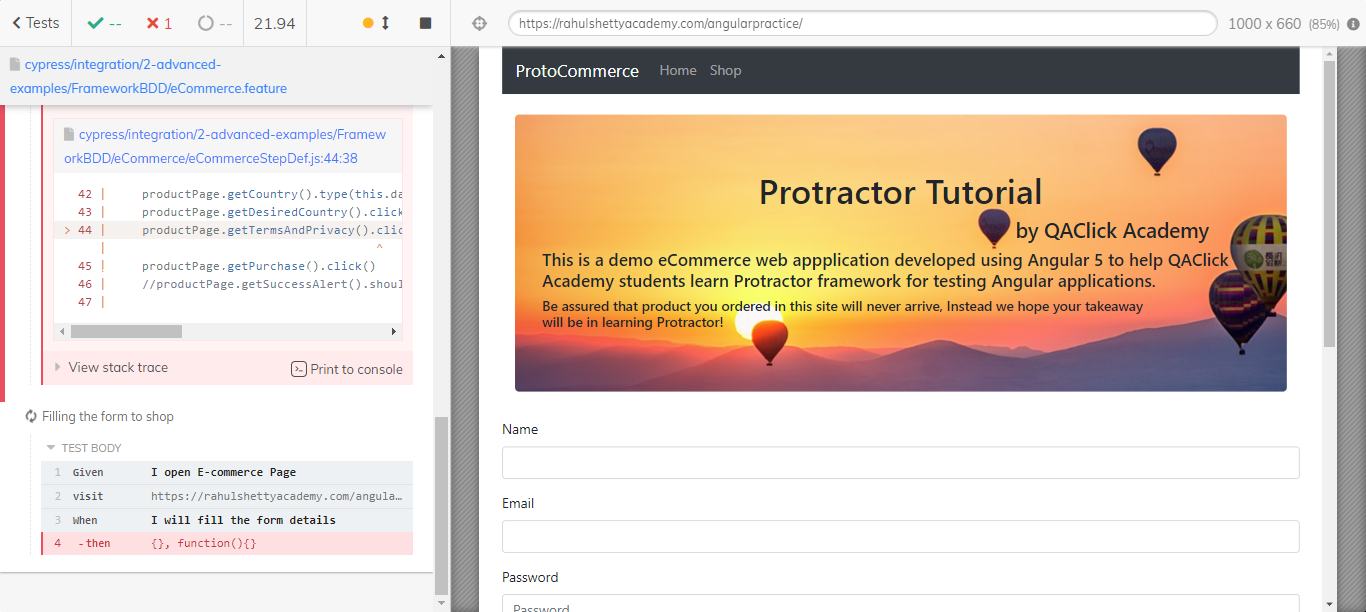 Tests
--
1
--
21.94
https://rahulshettyacademy.com/angularpractice/
1000 x 660 (85%)
cypress/integration/2-advanced-
examples/FrameworkBDD/eCommerce.feature
cypress/integration/2-advanced-examples/Framew
orkBDD/eCommerce/eCommerceStepDef.js:44:38
42 | productPage.getCountry().type(this.da
43 | productPage.getDesiredCountry().click
> 44 | productPage.getTermsAndPrivacy().clic
| ^
45 | productPage.getPurchase().click()
46 | //productPage.getSuccessAlert().shoul
47 |
View stack trace
Print to console
Filling the form to shop
TEST BODY
1 Given I open E-commerce Page
2 visit https://rahulshettyacademy.com/angula…
3 When I will fill the form details
4 -then {}, function(){}
ProtoCommerce Home Shop
Protractor Tutorial
by QAClick Academy
This is a demo eCommerce web appplication developed using Angular 5 to help QAClick
Academy students learn Protractor framework for testing Angular applications.
Be assured that product you ordered in this site will never arrive, Instead we hope your takeaway
will be in learning Protractor!
Name
Email
Password
Password